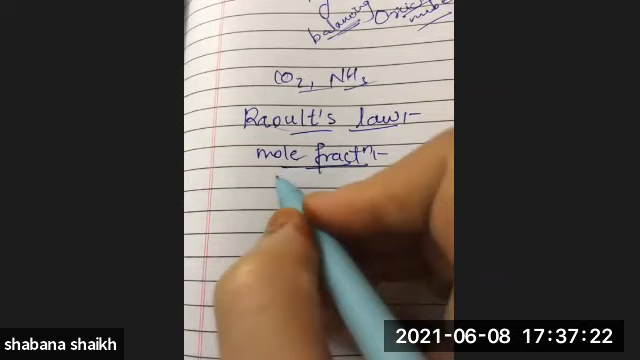 balancing
CO2, NH3
Raoult's law:-
mole fractn:-
shabana shaikh
2021-06-08 17:37:22